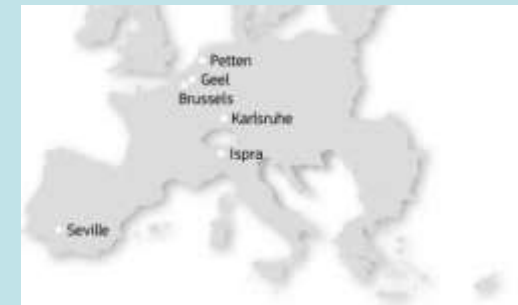 Petten
Geel
Brussels
Karlsruhe
Ispra
Seville